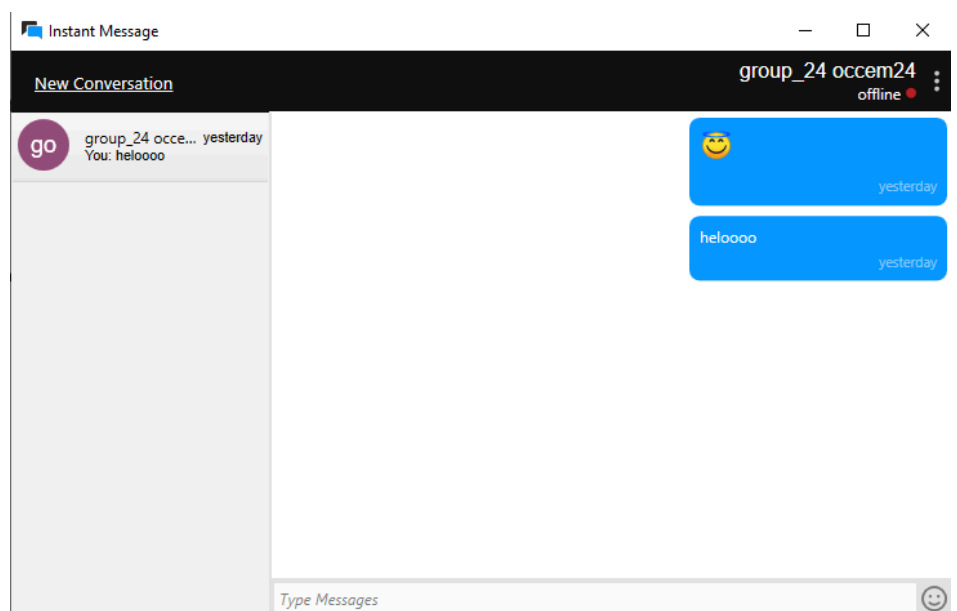 Instant Message
New Conversation
group_24 occem24
offline
go
group_24 occe... yesterday
You: heloooo
yesterday
heloooo
yesterday
Type Messages